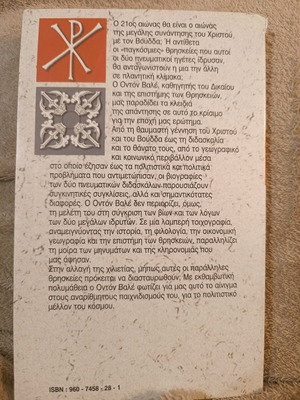 Ο 21ος αιώνας θα είναι ο αιώνας
της μεγάλης συνάντησης του Χριστού
με τον Βούδδα; Ή αντίθετα
οι «παγκόσμιες» θρησκείες που αυτοί
οι δύο πνευματικοί ηγέτες ίδρυσαν,
θα ανταγωνιστούν η μια την άλλη
σε πλανητική κλίμακα;
Ο Οντόν Βαλέ, καθηγητής του Δικαίου
και της επιστήμης των Θρησκειών,
μας παραδίδει τα κλειδιά
της απάντησης σε αυτό το κρίσιμο
για την εποχή μας ερώτημα.
Από τη θαυμαστή γέννηση του Χριστού
και του Βούδδα έως τη διδασκαλία
και το θάνατό τους, από το γεωγραφικό
και κοινωνικό περιβάλλον μέσα
στο οποίο έζησαν έως τα πολιτιστικά και πολιτικά
προβλήματα που αντιμετώπισαν, οι βιογραφίες
των δύο πνευματικών διδασκάλων παρουσιάζουν
συγκινητικές συγκλίσεις, αλλά και σημαντικότατες
διαφορές. Ο Οντόν Βαλέ δεν περιορίζει, όμως,
τη μελέτη του στη σύγκριση των βίων και των λόγων
των δύο μεγάλων ιδρυτών. Σε μία λαμπερή τοιχογραφία,
αναμειγνύοντας την ιστορία, τη φιλολογία, την οικονομική
γεωγραφία και την επιστήμη των θρησκειών, παραλληλίζει
τη μοίρα των μηνυμάτων και της κληρονομιάς που
μας άφησαν.
Στην αλλαγή της χιλιετίας, μήπως αυτές οι παράλληλες
θρησκείες πρόκειται να διασταυρωθούν; Με εκθαμβωτική
πολυμάθεια ο Οντόν Βαλέ φωτίζει για μας αυτό το αίνιγμα
στους αναρίθμητους παιχνιδισμούς του, για το πολιτιστικό
μέλλον του κόσμου.
ISBN : 960 - 7458 - 28 - 1